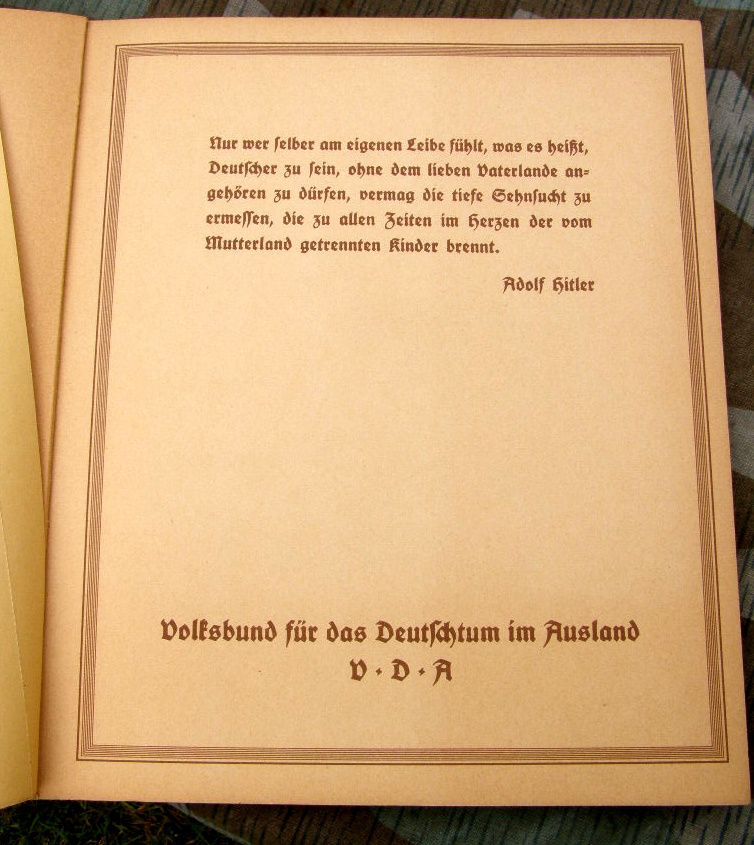 Nur wer ſelber am eigenen Leibe fühlt, was es heißt,
Deutſcher zu ſein, ohne dem lieben Vaterlande an-
gehören zu dürfen, vermag die tiefe Sehnſucht zu
ermeſſen, die zu allen Zeiten im Herzen der vom
Mutterland getrennten Kinder brennt.
Adolf Hitler
Volksbund für das Deutſchtum im Ausland
V · D · A